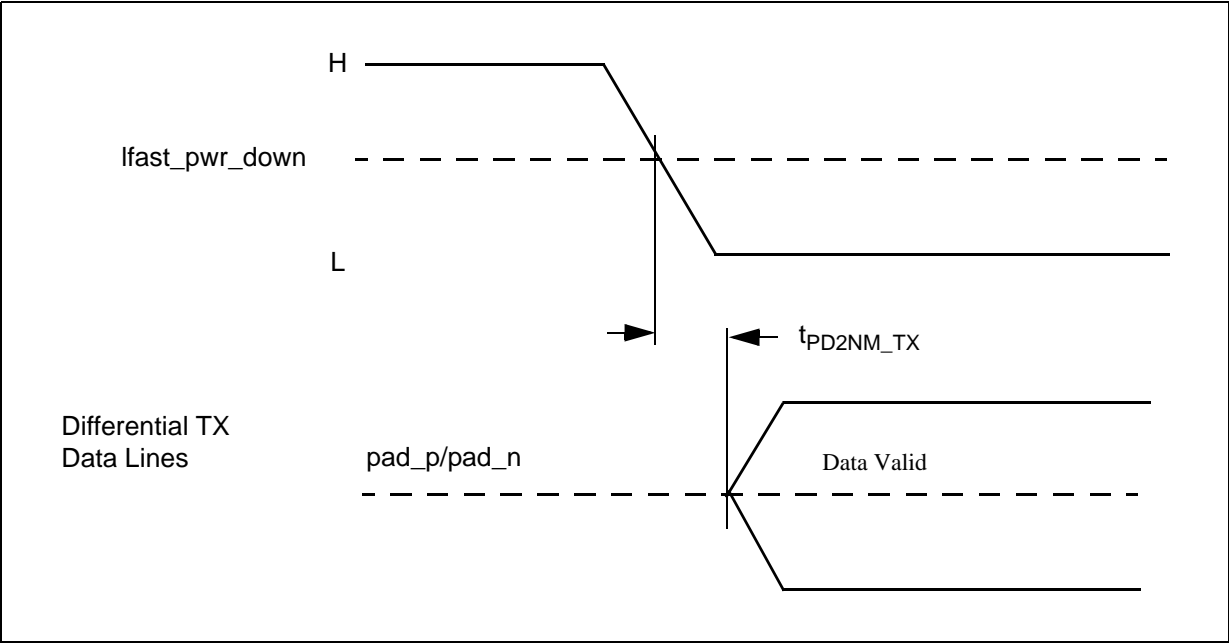 H
lfast_pwr_down
L
tPD2NM_TX
Differential TX
Data Lines
pad_p/pad_n
Data Valid